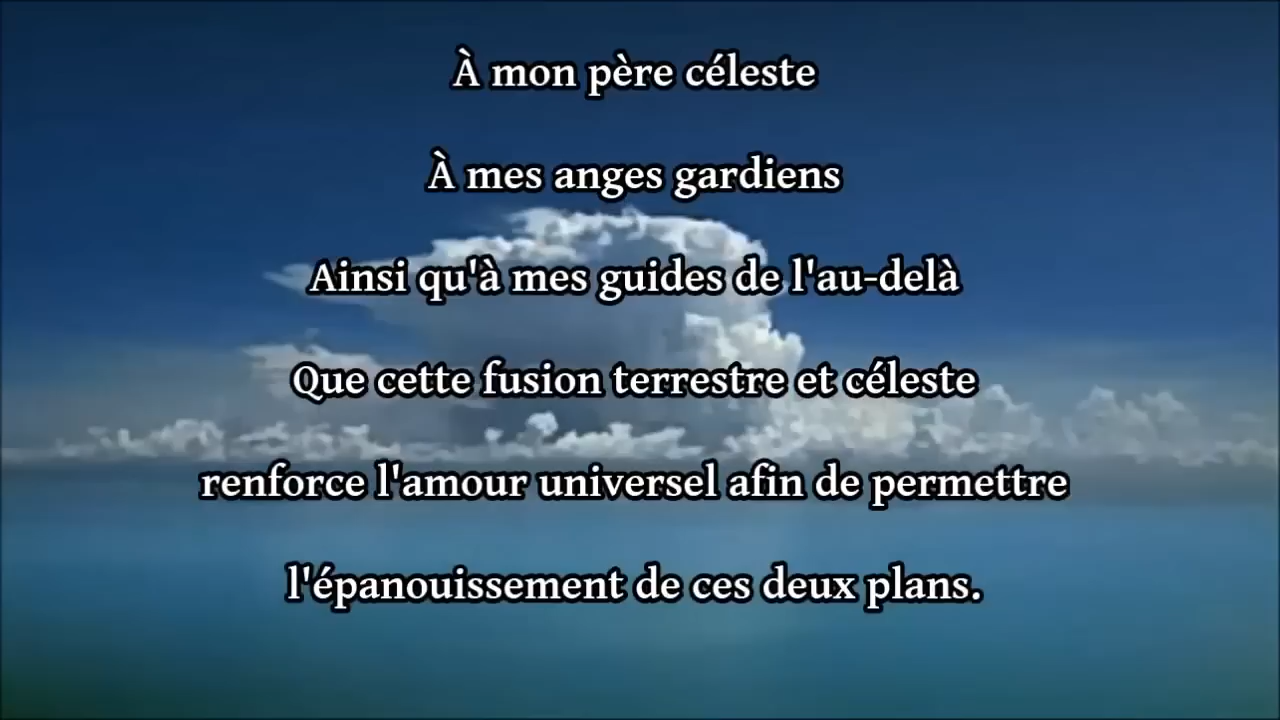 À mon père céleste
À mes anges gardiens
Ainsi qu'à mes guides de l'au-delà
Que cette fusion terrestre et céleste
renforce l'amour universel afin de permettre
l'épanouissement de ces deux plans.